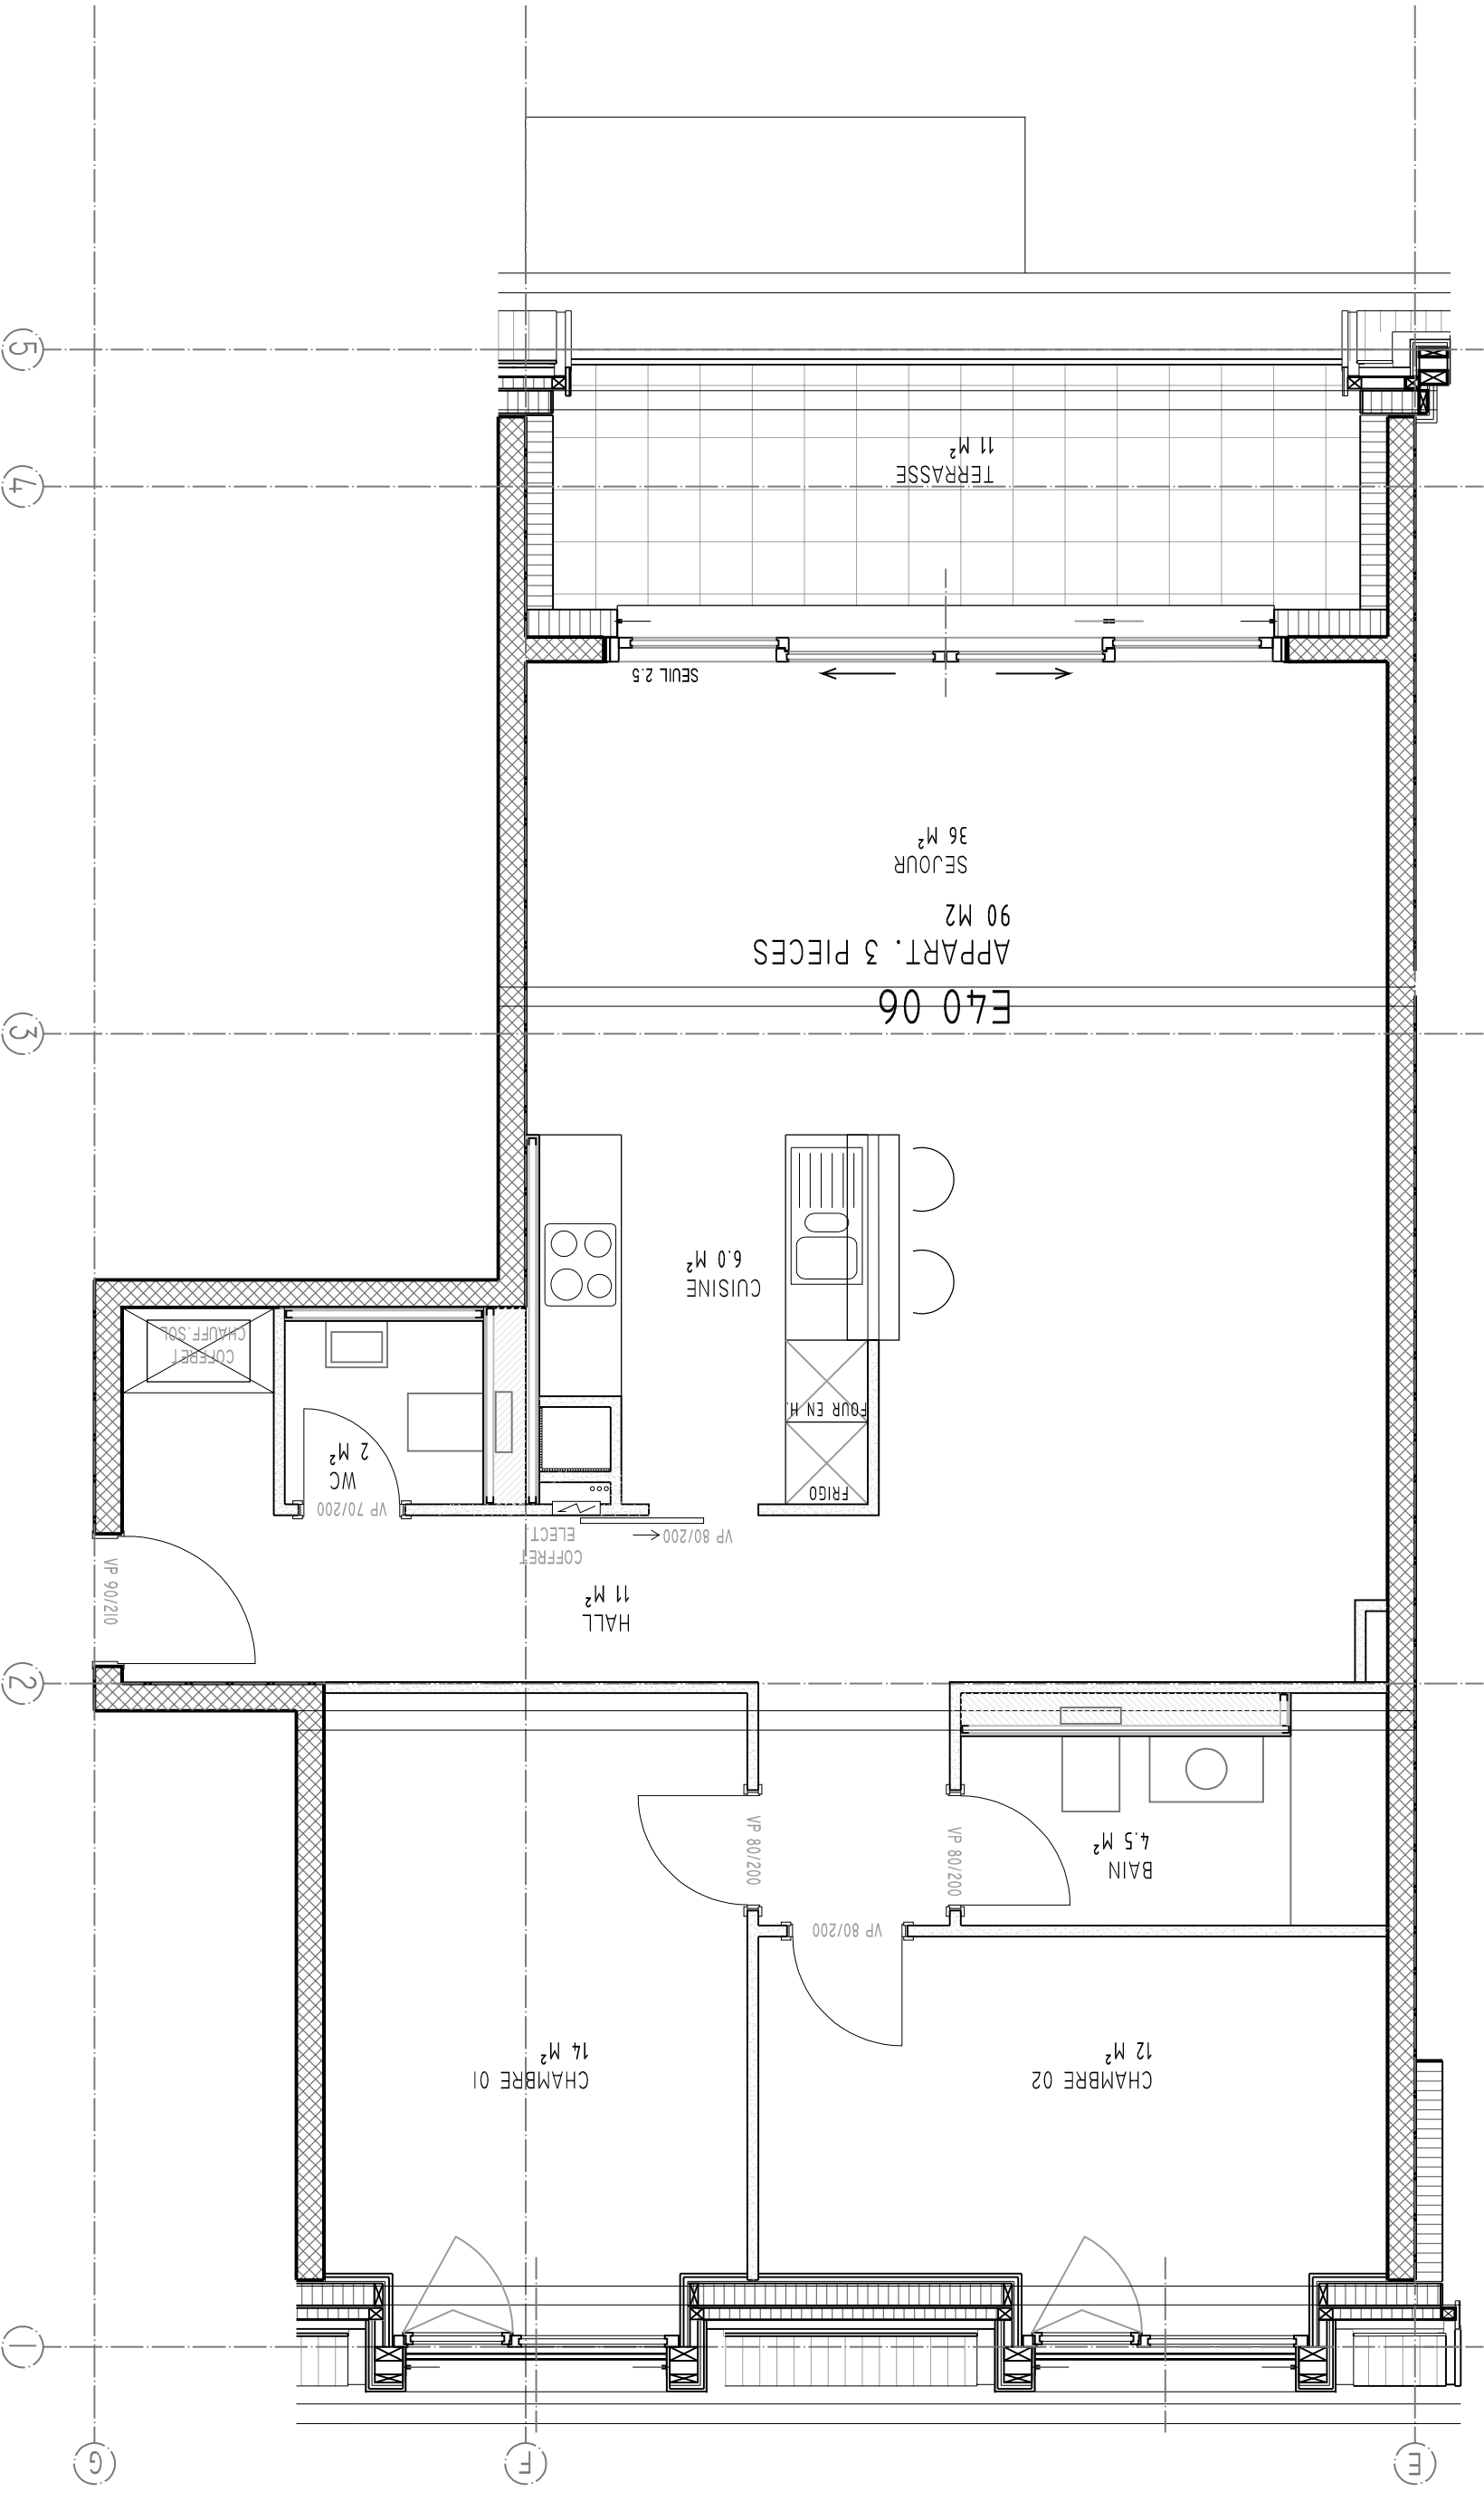 E
F
G
1
CHAMBRE 02
12 M²
CHAMBRE 01
14 M²
VP 80/200
BAIN
4.5 M²
VP 80/200
VP 80/200
2
HALL
11 M²
VP 90/210
COFFRET
ELECT.
VP 80/200
FRIGO
FOUR EN H.
VP 70/200
WC
2 M²
COFFRET
CHAUFF.SOL
CUISINE
6.0 M²
3
E40 06
APPART. 3 PIECES
90 M2
SEJOUR
36 M²
SEUIL 2.5
4
TERRASSE
11 M²
5